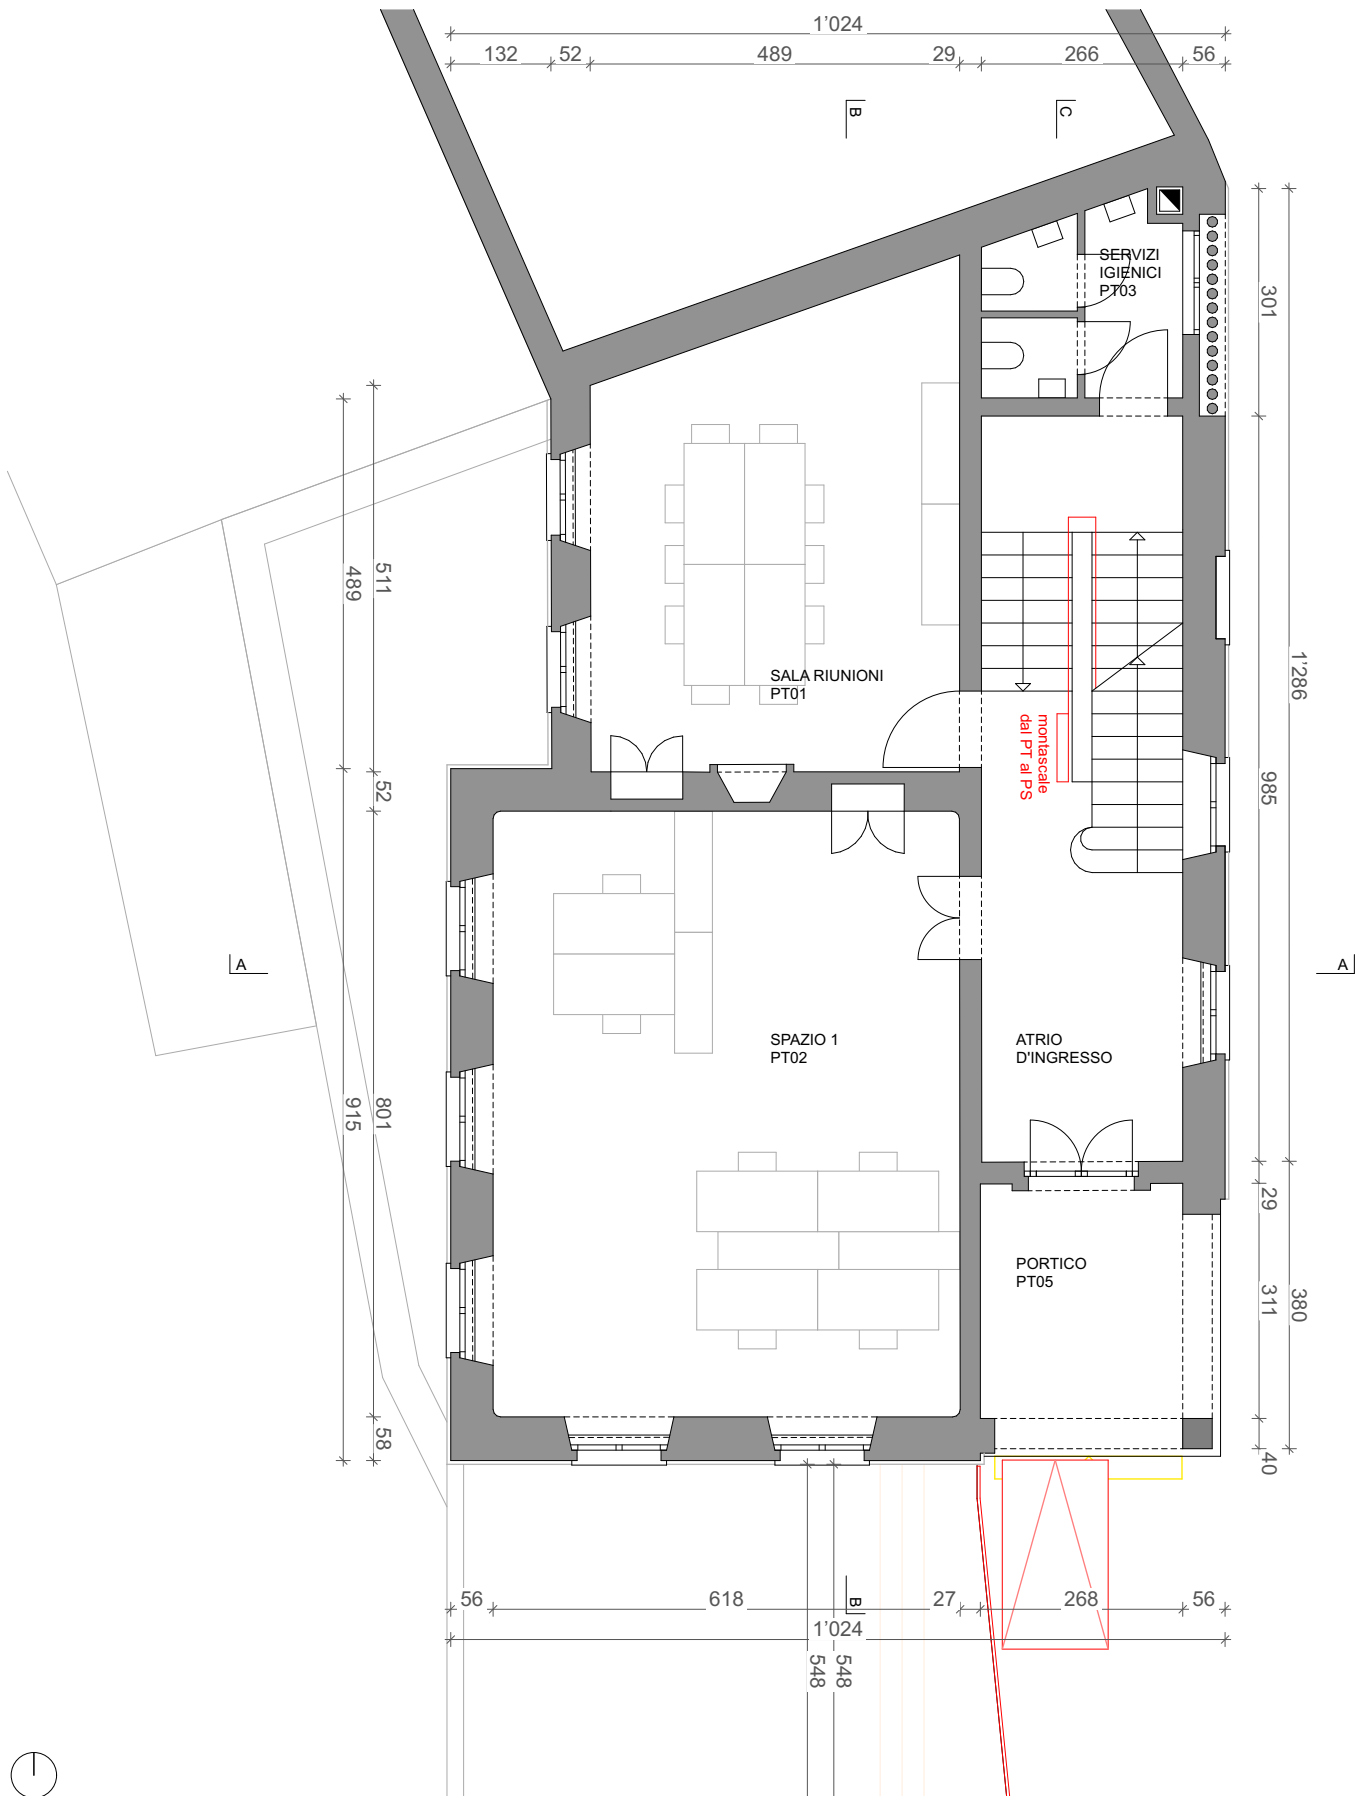 1'024
132 52 489 29 266 56
B
C
SERVIZI
IGIENICI
PT03
301
511
489
1'286
SALA RIUNIONI
PT01
montascale
dal PT al PS
985
52
A
A
SPAZIO 1
PT02
ATRIO
D'INGRESSO
801
915
29
PORTICO
PT05
311
380
58
40
56 618 27 268 56
B
1'024
548
548